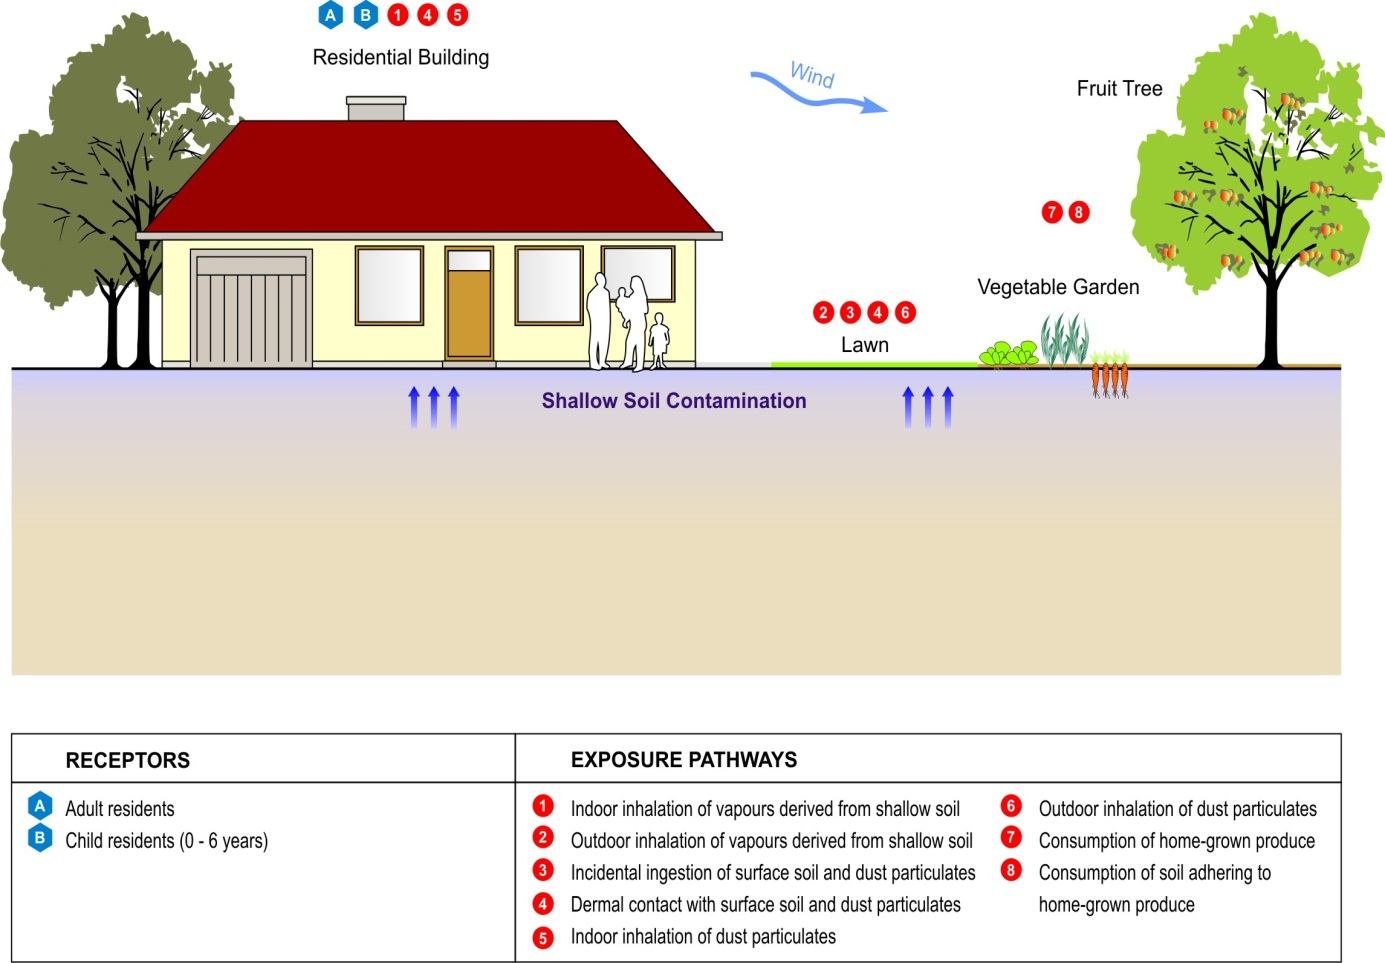 A B 1 4 5
Residential Building
Wind
Fruit Tree
7 8
Vegetable Garden
2 3 4 6
Lawn
Shallow Soil Contamination
RECEPTORS
A Adult residents
B Child residents (0 - 6 years)
EXPOSURE PATHWAYS
1 Indoor inhalation of vapours derived from shallow soil
2 Outdoor inhalation of vapours derived from shallow soil
3 Incidental ingestion of surface soil and dust particulates
4 Dermal contact with surface soil and dust particulates
5 Indoor inhalation of dust particulates
6 Outdoor inhalation of dust particulates
7 Consumption of home-grown produce
8 Consumption of soil adhering to
home-grown produce